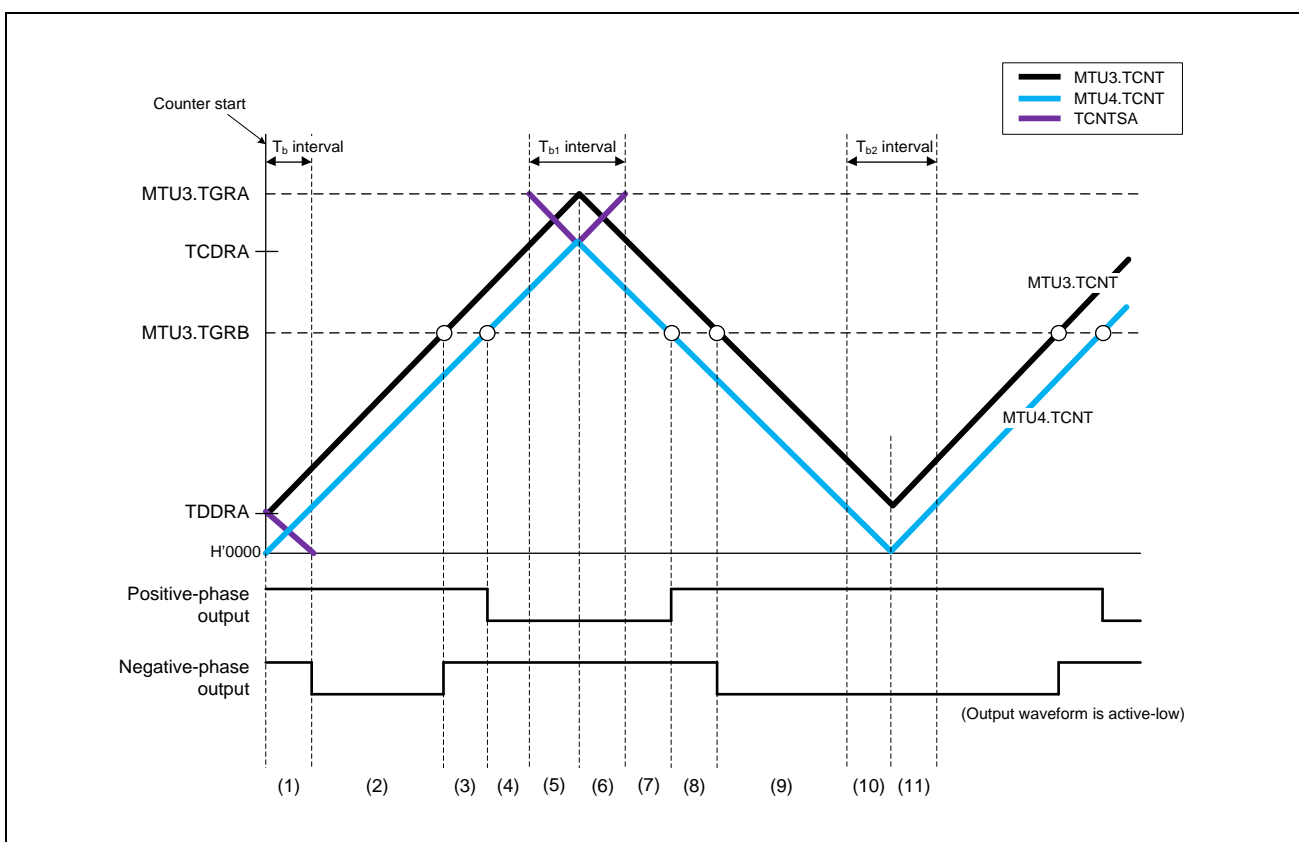 MTU3.TCNT
MTU4.TCNT
TCNTSA
Counter start
Tb interval
Tb1 interval
Tb2 interval
MTU3.TGRA
TCDRA
MTU3.TCNT
MTU3.TGRB
MTU4.TCNT
TDDRA
H'0000
Positive-phase
output
Negative-phase
output
(Output waveform is active-low)
(1) (2) (3) (4) (5) (6) (7) (8) (9) (10) (11)